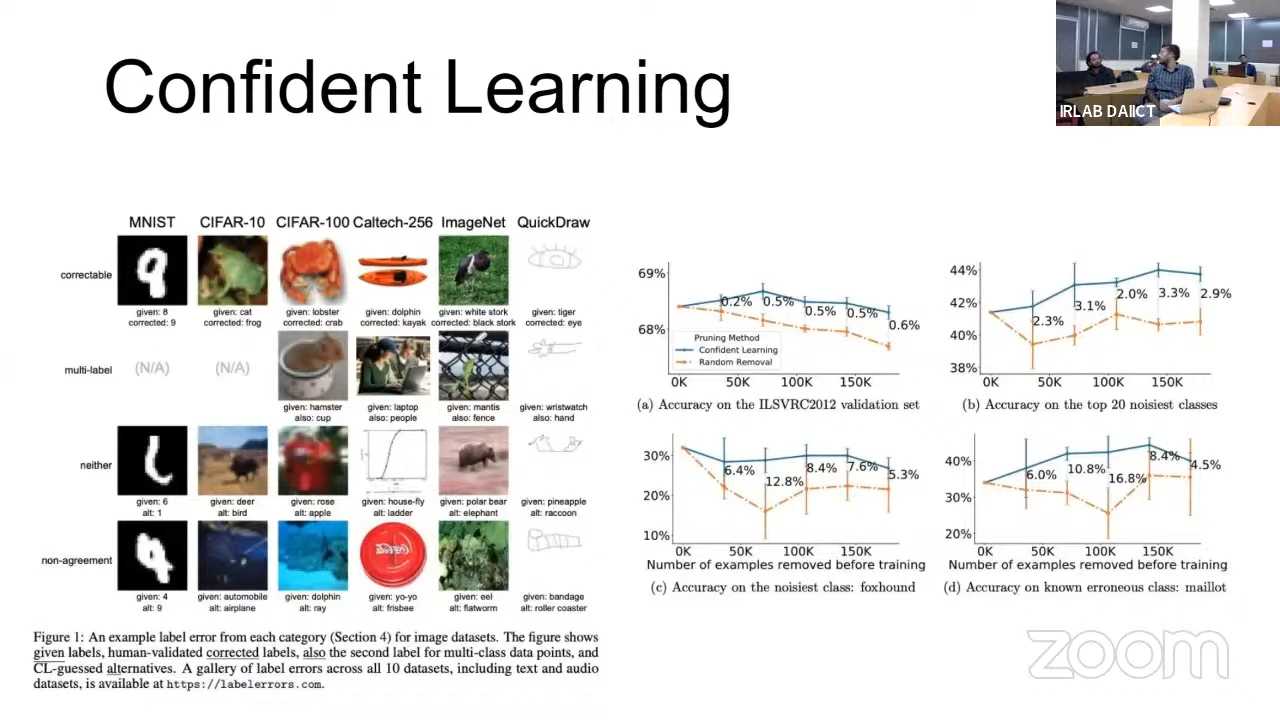 Confident Learning
IRLAB DAIICT
MNIST CIFAR-10 CIFAR-100 Caltech-256 ImageNet QuickDraw
correctable
given: 8 given: cat given: lobster given: dolphin given: white stork given: tiger
corrected: 9 corrected: frog corrected: crab corrected: kayak corrected: black stork corrected: eye
multi-label (N/A) (N/A)
given: hamster given: laptop given: mantis given: wristwatch
also: cup also: people also: fence also: hand
neither
given: 6 given: deer given: rose given: house-fly given: polar bear given: pineapple
alt: 1 alt: bird alt: apple alt: ladder alt: elephant alt: raccoon
non-agreement
given: 4 given: automobile given: dolphin given: yo-yo given: eel given: bandage
alt: 9 alt: airplane alt: ray alt: frisbee alt: flatworm alt: roller coaster
Figure 1: An example label error from each category (Section 4) for image datasets. The figure shows
given labels, human-validated corrected labels, also the second label for multi-class data points, and
CL-guessed alternatives. A gallery of label errors across all 10 datasets, including text and audio
datasets, is available at https://labelerrors.com.
69%
68%
0.2% 0.5% 0.5% 0.5% 0.6%
Pruning Method
Confident Learning
Random Removal
0K 50K 100K 150K
(a) Accuracy on the ILSVRC2012 validation set
44%
42%
40%
38%
2.3% 3.1% 2.0% 3.3% 2.9%
0K 50K 100K 150K
(b) Accuracy on the top 20 noisiest classes
30%
20%
10%
6.4% 12.8% 8.4% 7.6% 5.3%
0K 50K 100K 150K
Number of examples removed before training
(c) Accuracy on the noisiest class: foxhound
40%
30%
20%
6.0% 10.8% 16.8% 8.4% 4.5%
0K 50K 100K 150K
Number of examples removed before training
(d) Accuracy on known erroneous class: maillot
zoom